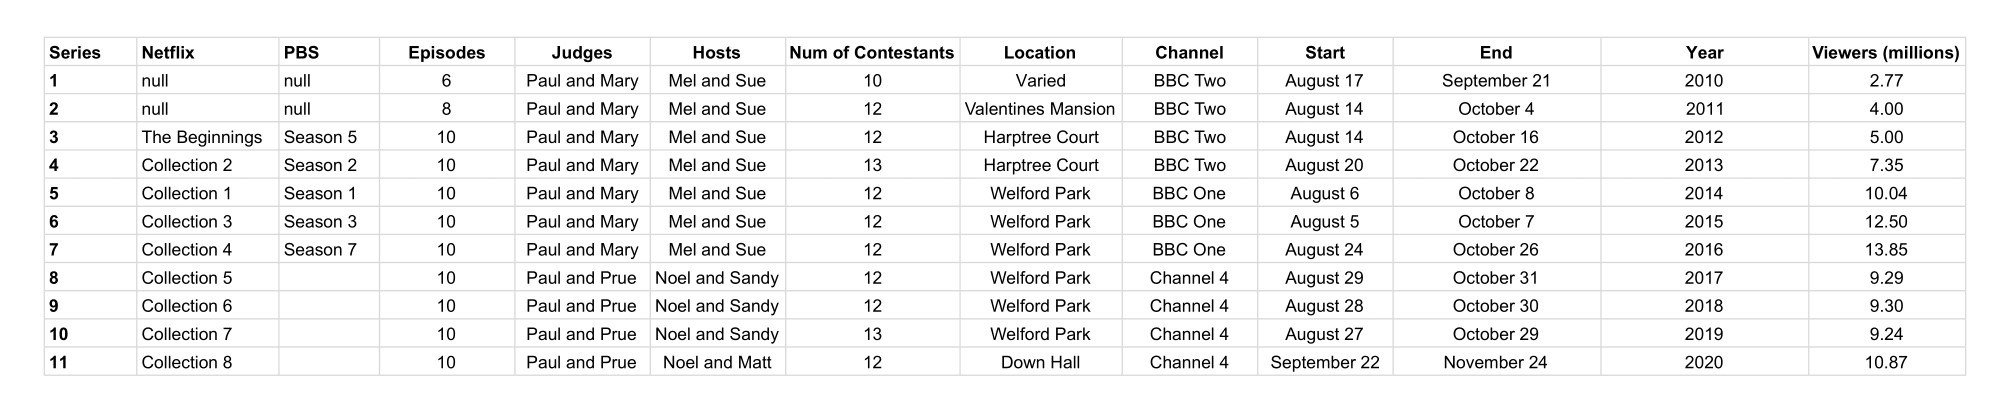 Series Netflix PBS Episodes Judges Hosts Num of Contestants Location Channel Start End Year Viewers (millions)
1 null null 6 Paul and Mary Mel and Sue 10 Varied BBC Two August 17 September 21 2010 2.77
2 null null 8 Paul and Mary Mel and Sue 12 Valentines Mansion BBC Two August 14 October 4 2011 4.00
3 The Beginnings Season 5 10 Paul and Mary Mel and Sue 12 Harptree Court BBC Two August 14 October 16 2012 5.00
4 Collection 2 Season 2 10 Paul and Mary Mel and Sue 13 Harptree Court BBC Two August 20 October 22 2013 7.35
5 Collection 1 Season 1 10 Paul and Mary Mel and Sue 12 Welford Park BBC One August 6 October 8 2014 10.04
6 Collection 3 Season 3 10 Paul and Mary Mel and Sue 12 Welford Park BBC One August 5 October 7 2015 12.50
7 Collection 4 Season 7 10 Paul and Mary Mel and Sue 12 Welford Park BBC One August 24 October 26 2016 13.85
8 Collection 5 10 Paul and Prue Noel and Sandy 12 Welford Park Channel 4 August 29 October 31 2017 9.29
9 Collection 6 10 Paul and Prue Noel and Sandy 12 Welford Park Channel 4 August 28 October 30 2018 9.30
10 Collection 7 10 Paul and Prue Noel and Sandy 13 Welford Park Channel 4 August 27 October 29 2019 9.24
11 Collection 8 10 Paul and Prue Noel and Matt 12 Down Hall Channel 4 September 22 November 24 2020 10.87